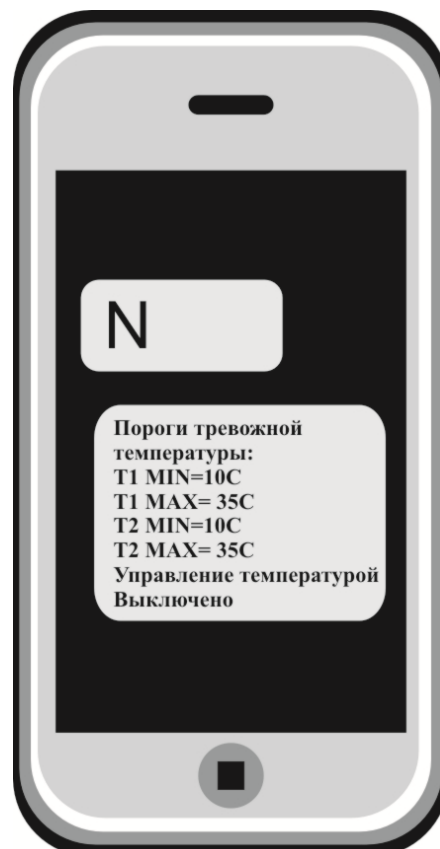 N
Пороги тревожной
температуры:
T1 MIN=10C
T1 MAX= 35C
T2 MIN=10C
T2 MAX= 35C
Управление температурой
Выключено